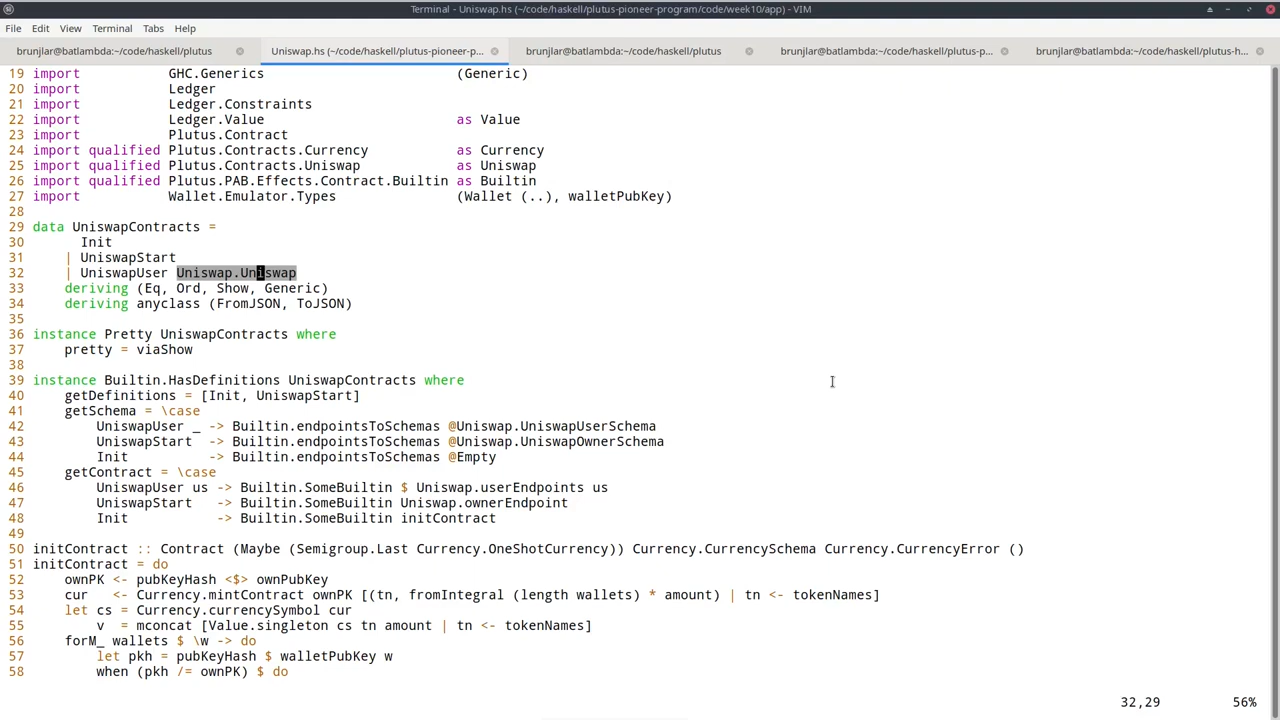 Terminal - Uniswap.hs (~/code/haskell/plutus-pioneer-program/code/week10/app) - VIM
File Edit View Terminal Tabs Help
brunjlar@batlambda:~/code/haskell/plutus Uniswap.hs (~/code/haskell/plutus-pioneer-p... brunjlar@batlambda:~/code/haskell/plutus brunjlar@batlambda:~/code/haskell/plutus-p... brunjlar@batlambda:~/code/haskell/plutus-h...
19 import           GHC.Generics                        (Generic)
20 import           Ledger
21 import           Ledger.Constraints
22 import           Ledger.Value                        as Value
23 import           Plutus.Contract
24 import qualified Plutus.Contracts.Currency           as Currency
25 import qualified Plutus.Contracts.Uniswap            as Uniswap
26 import qualified Plutus.PAB.Effects.Contract.Builtin as Builtin
27 import           Wallet.Emulator.Types               (Wallet (..), walletPubKey)
28
29 data UniswapContracts =
30       Init
31     | UniswapStart
32     | UniswapUser Uniswap.Uniswap
33     deriving (Eq, Ord, Show, Generic)
34     deriving anyclass (FromJSON, ToJSON)
35
36 instance Pretty UniswapContracts where
37     pretty = viaShow
38
39 instance Builtin.HasDefinitions UniswapContracts where
40     getDefinitions = [Init, UniswapStart]
41     getSchema = \case
42         UniswapUser _ -> Builtin.endpointsToSchemas @Uniswap.UniswapUserSchema
43         UniswapStart  -> Builtin.endpointsToSchemas @Uniswap.UniswapOwnerSchema
44         Init          -> Builtin.endpointsToSchemas @Empty
45     getContract = \case
46         UniswapUser us -> Builtin.SomeBuiltin $ Uniswap.userEndpoints us
47         UniswapStart   -> Builtin.SomeBuiltin Uniswap.ownerEndpoint
48         Init           -> Builtin.SomeBuiltin initContract
49
50 initContract :: Contract (Maybe (Semigroup.Last Currency.OneShotCurrency)) Currency.CurrencySchema Currency.CurrencyError ()
51 initContract = do
52     ownPK <- pubKeyHash <$> ownPubKey
53     cur   <- Currency.mintContract ownPK [(tn, fromIntegral (length wallets) * amount) | tn <- tokenNames]
54     let cs = Currency.currencySymbol cur
55         v  = mconcat [Value.singleton cs tn amount | tn <- tokenNames]
56     forM_ wallets $ \w -> do
57         let pkh = pubKeyHash $ walletPubKey w
58         when (pkh /= ownPK) $ do
32,29 56%